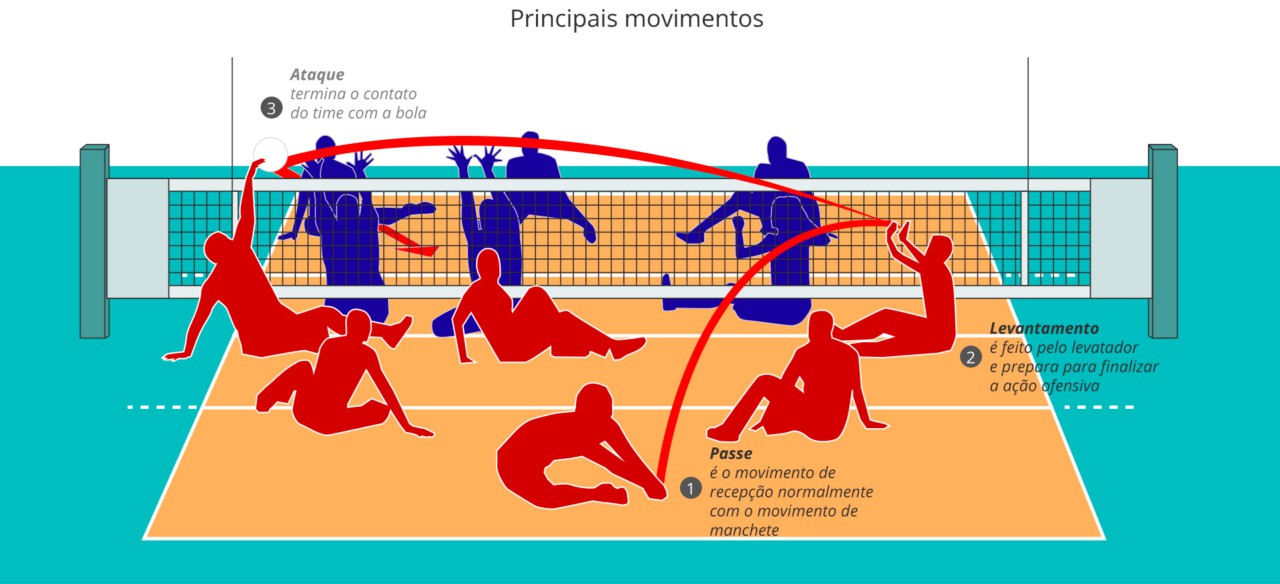 Principais movimentos
3
Ataque
termina o contato
do time com a bola
2
Levantamento
é feito pelo levatador
e prepara para finalizar
a ação ofensiva
1
Passe
é o movimento de
recepção normalmente
com o movimento de
manchete